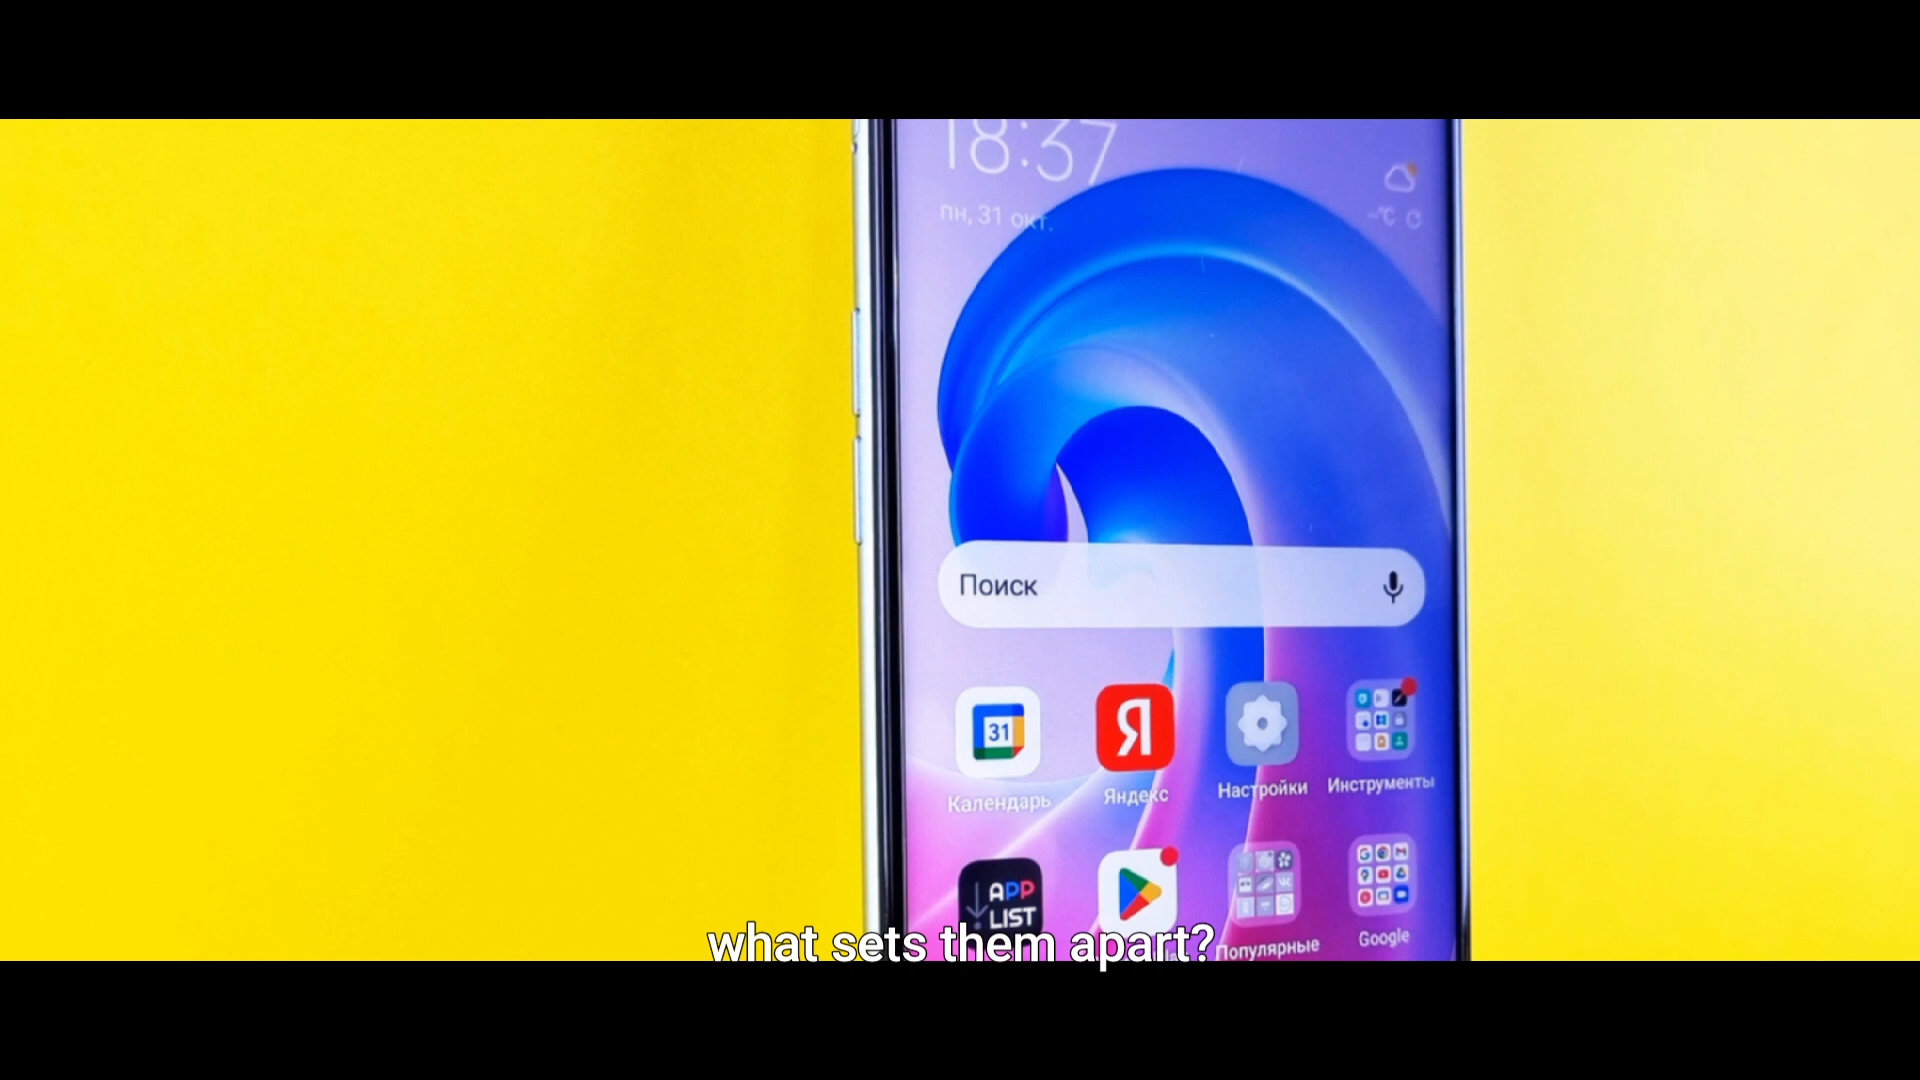 18:37
пн, 31 окт.
-°C
Поиск
31
Я
Календарь
Яндекс
Настройки
Инструменты
APP
LIST
what sets them apart?
Популярные
Google